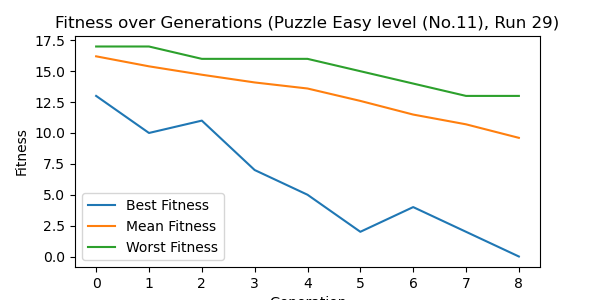 Fitness over Generations (Puzzle Easy level (No.11), Run 29)
17.5
15.0
12.5
10.0
7.5
5.0
2.5
0.0
Fitness
Best Fitness
Mean Fitness
Worst Fitness
0 1 2 3 4 5 6 7 8
Generation